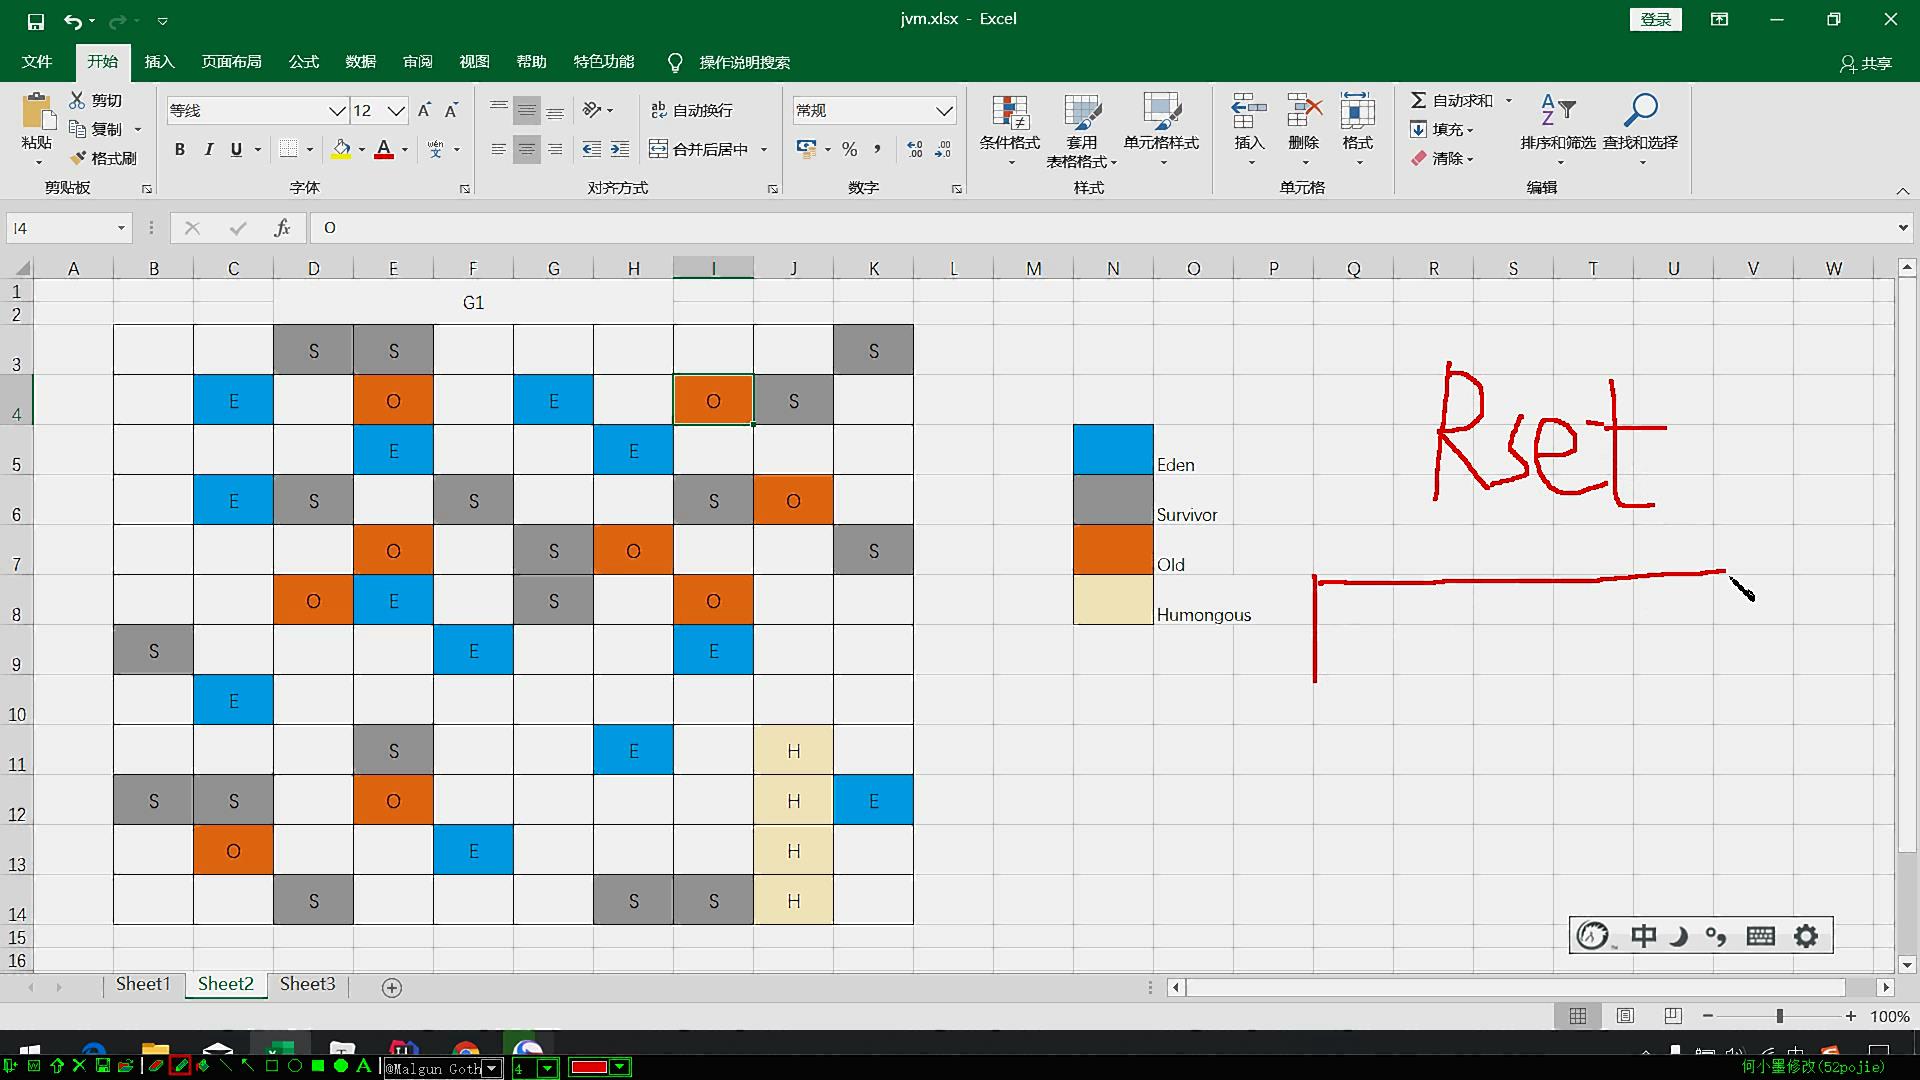 jvm.xlsx - Excel
登录
文件 开始 插入 页面布局 公式 数据 审阅 视图 帮助 特色功能 操作说明搜索 共享
粘贴 剪切 复制 格式刷 剪贴板
等线 12 B I U A wén 字体
ab 自动换行 合并后居中 对齐方式
常规 % 数字
条件格式 套用表格格式 单元格样式 样式
插入 删除 格式 单元格
Σ 自动求和 填充 清除 排序和筛选 查找和选择 编辑
I4 fx O
A B C D E F G H I J K L M N O P Q R S T U V W
1
2 G1
3 S S S
4 E O E O S
5 E E Eden
6 E S S S O Survivor
7 O S O S Old
8 O E S O Humongous
9 S E E
10 E
11 S E H
12 S S O H E
13 O E H
14 S S S H
15
16
Rset
中
Sheet1 Sheet2 Sheet3
100%
@Malgun Goth 4
何小墨修改(52pojie)